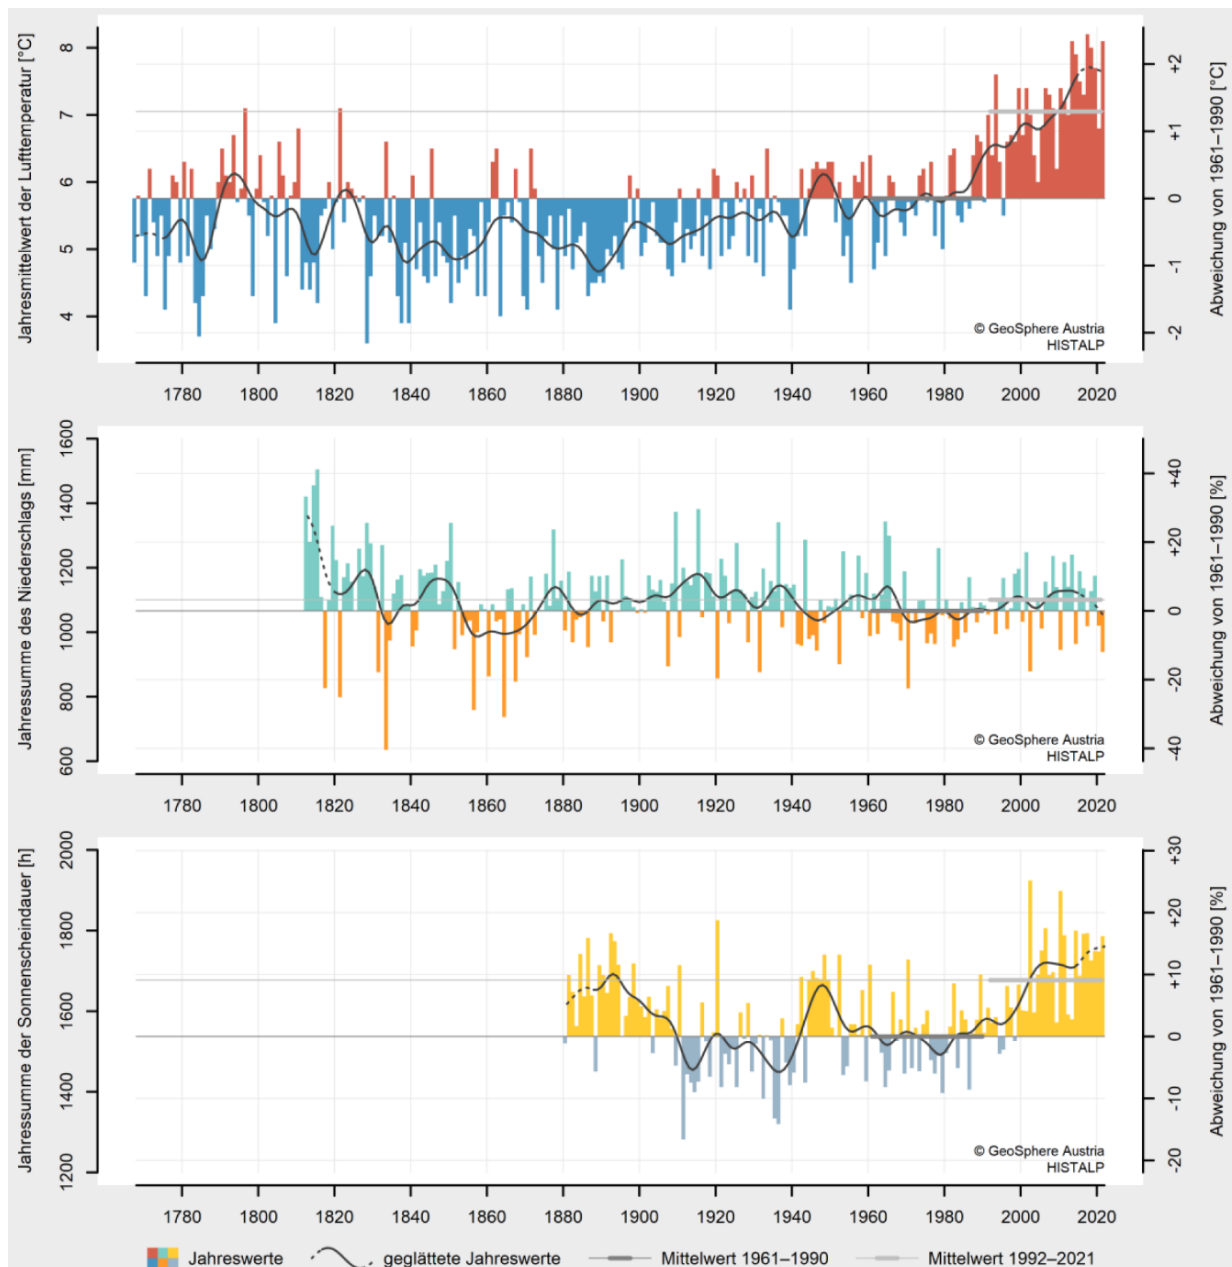 Jahresmittelwert der Lufttemperatur [°C]
8
7
6
5
4
+2
+1
0
-1
-2
Abweichung von 1961–1990 [°C]
© GeoSphere Austria
HISTALP
1780 1800 1820 1840 1860 1880 1900 1920 1940 1960 1980 2000 2020
Jahressumme des Niederschlags [mm]
1600
1400
1200
1000
800
600
+40
+20
0
-20
-40
Abweichung von 1961–1990 [%]
© GeoSphere Austria
HISTALP
1780 1800 1820 1840 1860 1880 1900 1920 1940 1960 1980 2000 2020
Jahressumme der Sonnenscheindauer [h]
2000
1800
1600
1400
1200
+30
+20
+10
0
-10
-20
Abweichung von 1961–1990 [%]
© GeoSphere Austria
HISTALP
1780 1800 1820 1840 1860 1880 1900 1920 1940 1960 1980 2000 2020
Jahreswerte geglättete Jahreswerte Mittelwert 1961–1990 Mittelwert 1992–2021